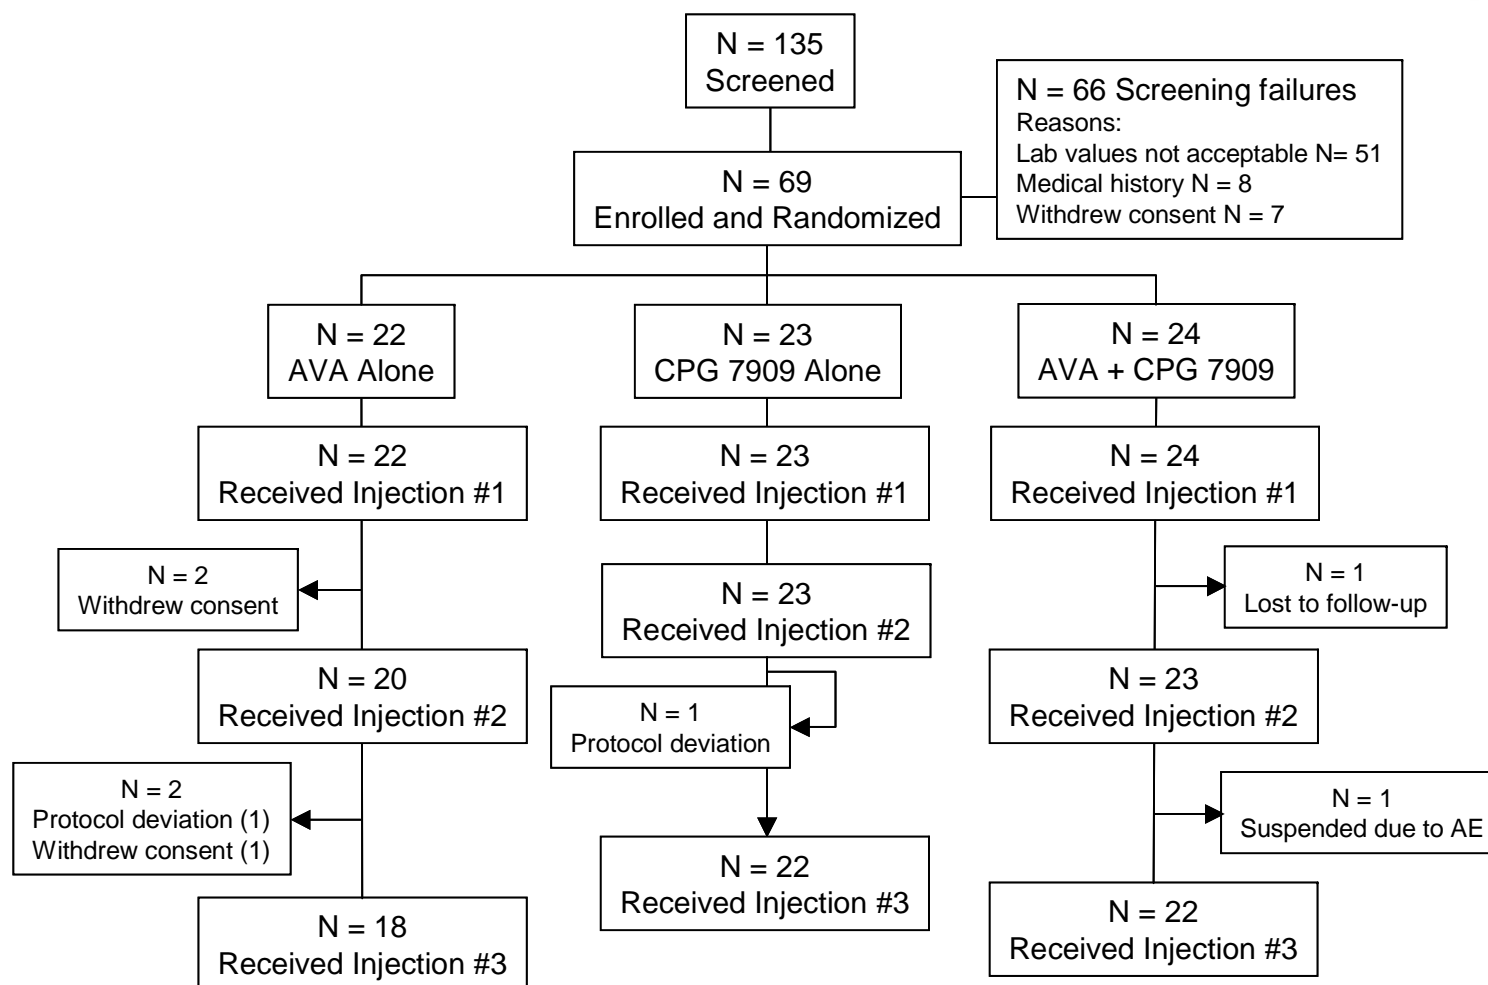 N = 135
Screened
N = 66 Screening failures
Reasons:
Lab values not acceptable N= 51
Medical history N = 8
Withdrew consent N = 7
N = 69
Enrolled and Randomized
N = 22
AVA Alone
N = 23
CPG 7909 Alone
N = 24
AVA + CPG 7909
N = 22
Received Injection #1
N = 23
Received Injection #1
N = 24
Received Injection #1
N = 2
Withdrew consent
N = 23
Received Injection #2
N = 1
Lost to follow-up
N = 20
Received Injection #2
N = 1
Protocol deviation
N = 23
Received Injection #2
N = 2
Protocol deviation (1)
Withdrew consent (1)
N = 1
Suspended due to AE
N = 18
Received Injection #3
N = 22
Received Injection #3
N = 22
Received Injection #3